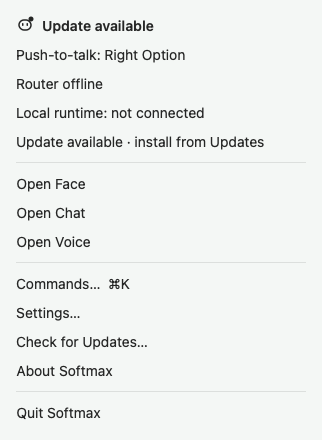 Update available
Push-to-talk: Right Option
Router offline
Local runtime: not connected
Update available · install from Updates
Open Face
Open Chat
Open Voice
Commands... ⌘K
Settings...
Check for Updates...
About Softmax
Quit Softmax